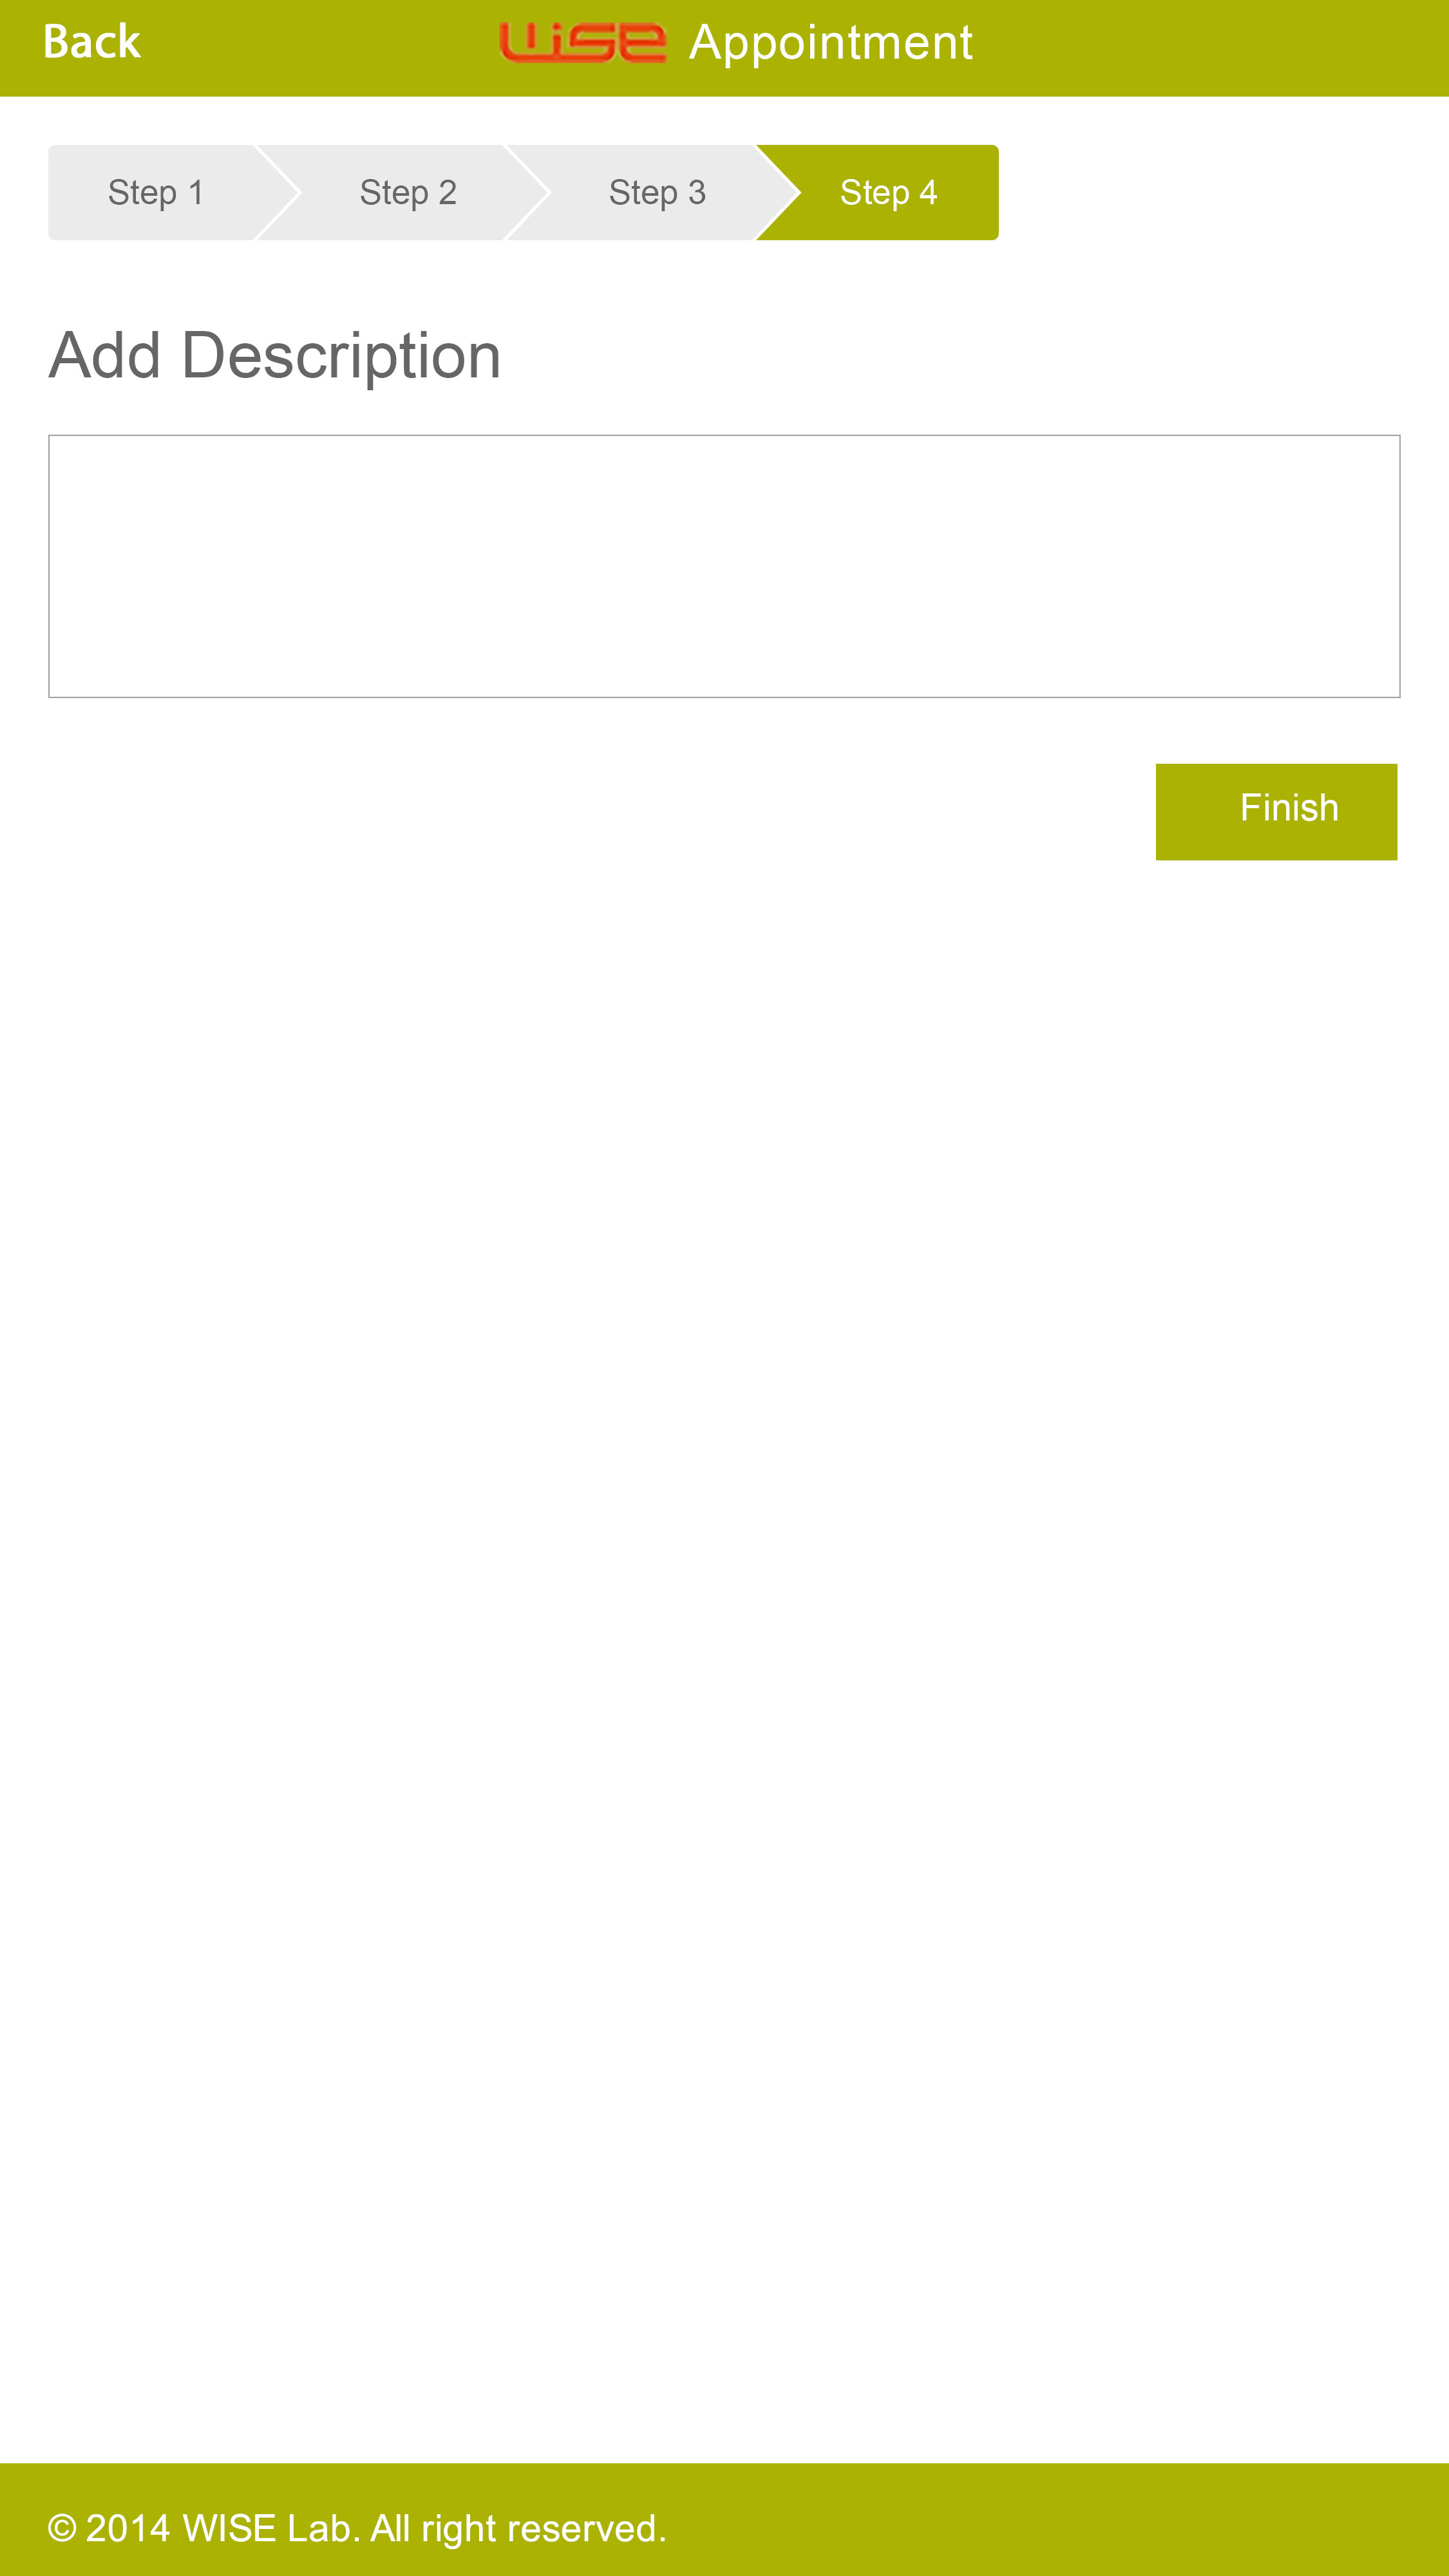 Back wise Appointment
Step 1 Step 2 Step 3 Step 4
Add Description
Finish
© 2014 WISE Lab. All right reserved.